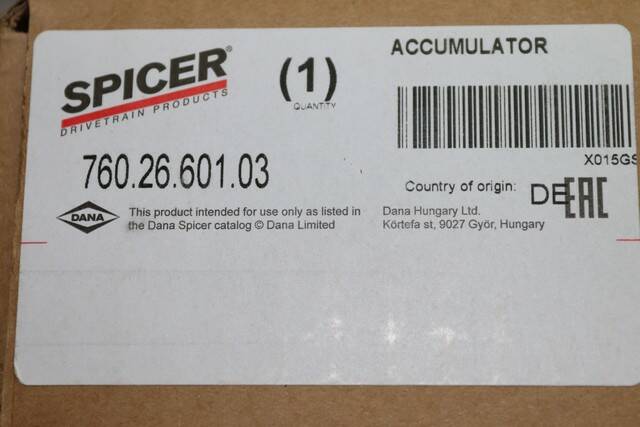 SPICER®
DRIVETRAIN PRODUCTS
(1)
QUANTITY
ACCUMULATOR
X015GS
760.26.601.03
Country of origin: DE
EAC
DANA
This product intended for use only as listed in
the Dana Spicer catalog © Dana Limited
Dana Hungary Ltd.
Körtefa st, 9027 Győr, Hungary